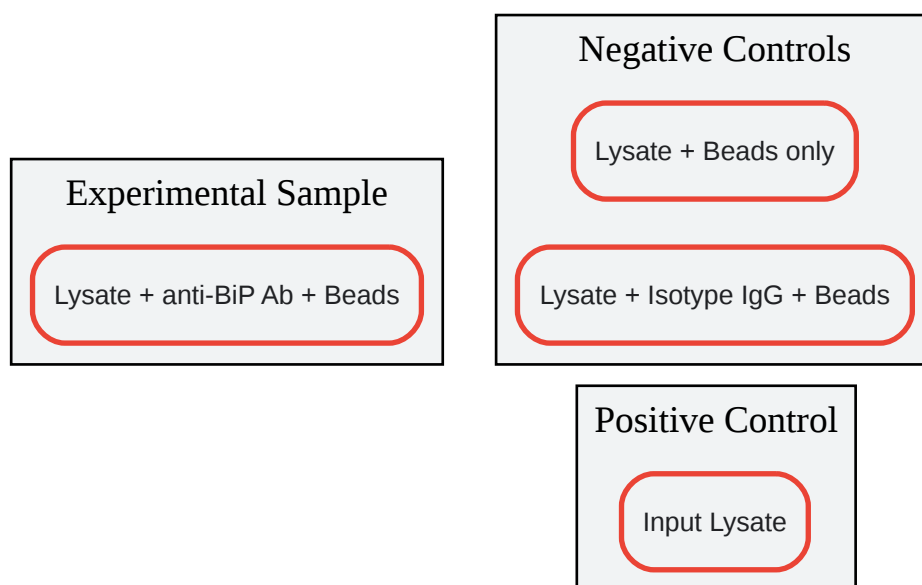 Experimental Sample
Lysate + anti-BiP Ab + Beads
Negative Controls
Lysate + Beads only
Lysate + Isotype IgG + Beads
Positive Control
Input Lysate